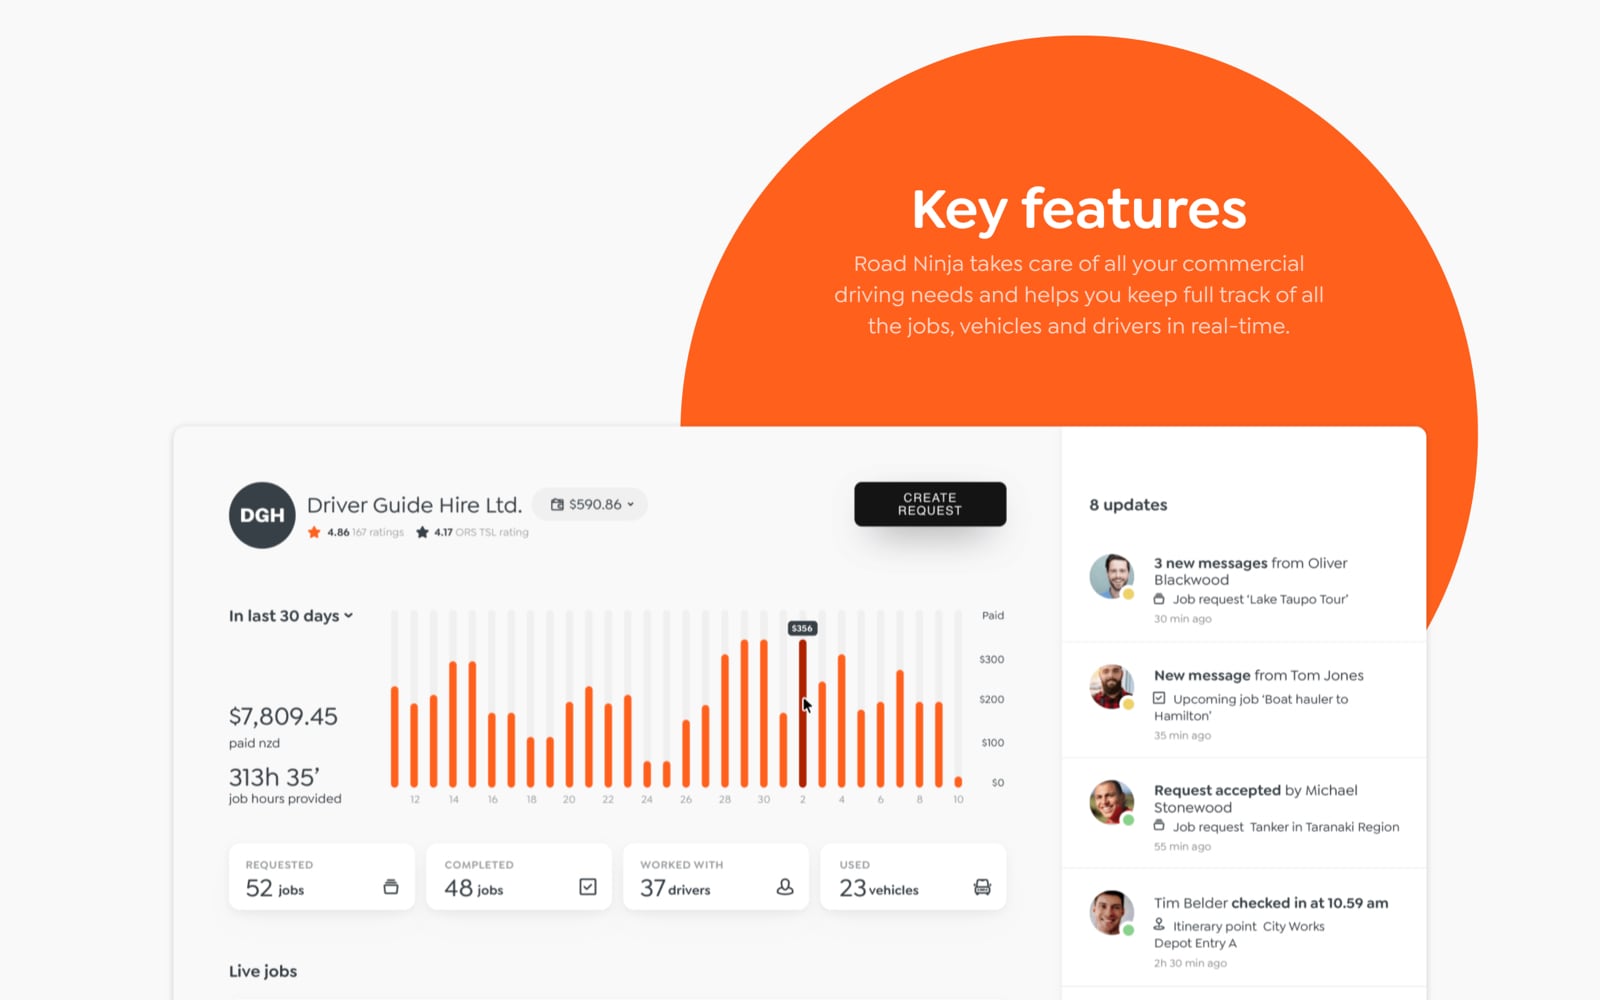 Key features
Road Ninja takes care of all your commercial
driving needs and helps you keep full track of all
the jobs, vehicles and drivers in real-time.
DGH
Driver Guide Hire Ltd.
$590.86
4.86 167 ratings
4.17 ORS TSL rating
CREATE
REQUEST
In last 30 days
$7,809.45
paid nzd
313h 35’
job hours provided
$356
Paid
$300
$200
$100
$0
12 14 16 18 20 22 24 26 28 30 2 4 6 8 10
REQUESTED
52 jobs
COMPLETED
48 jobs
WORKED WITH
37 drivers
USED
23 vehicles
Live jobs
8 updates
3 new messages from Oliver
Blackwood
Job request ‘Lake Taupo Tour’
30 min ago
New message from Tom Jones
Upcoming job ‘Boat hauler to
Hamilton’
35 min ago
Request accepted by Michael
Stonewood
Job request Tanker in Taranaki Region
55 min ago
Tim Belder checked in at 10.59 am
Itinerary point City Works
Depot Entry A
2h 30 min ago